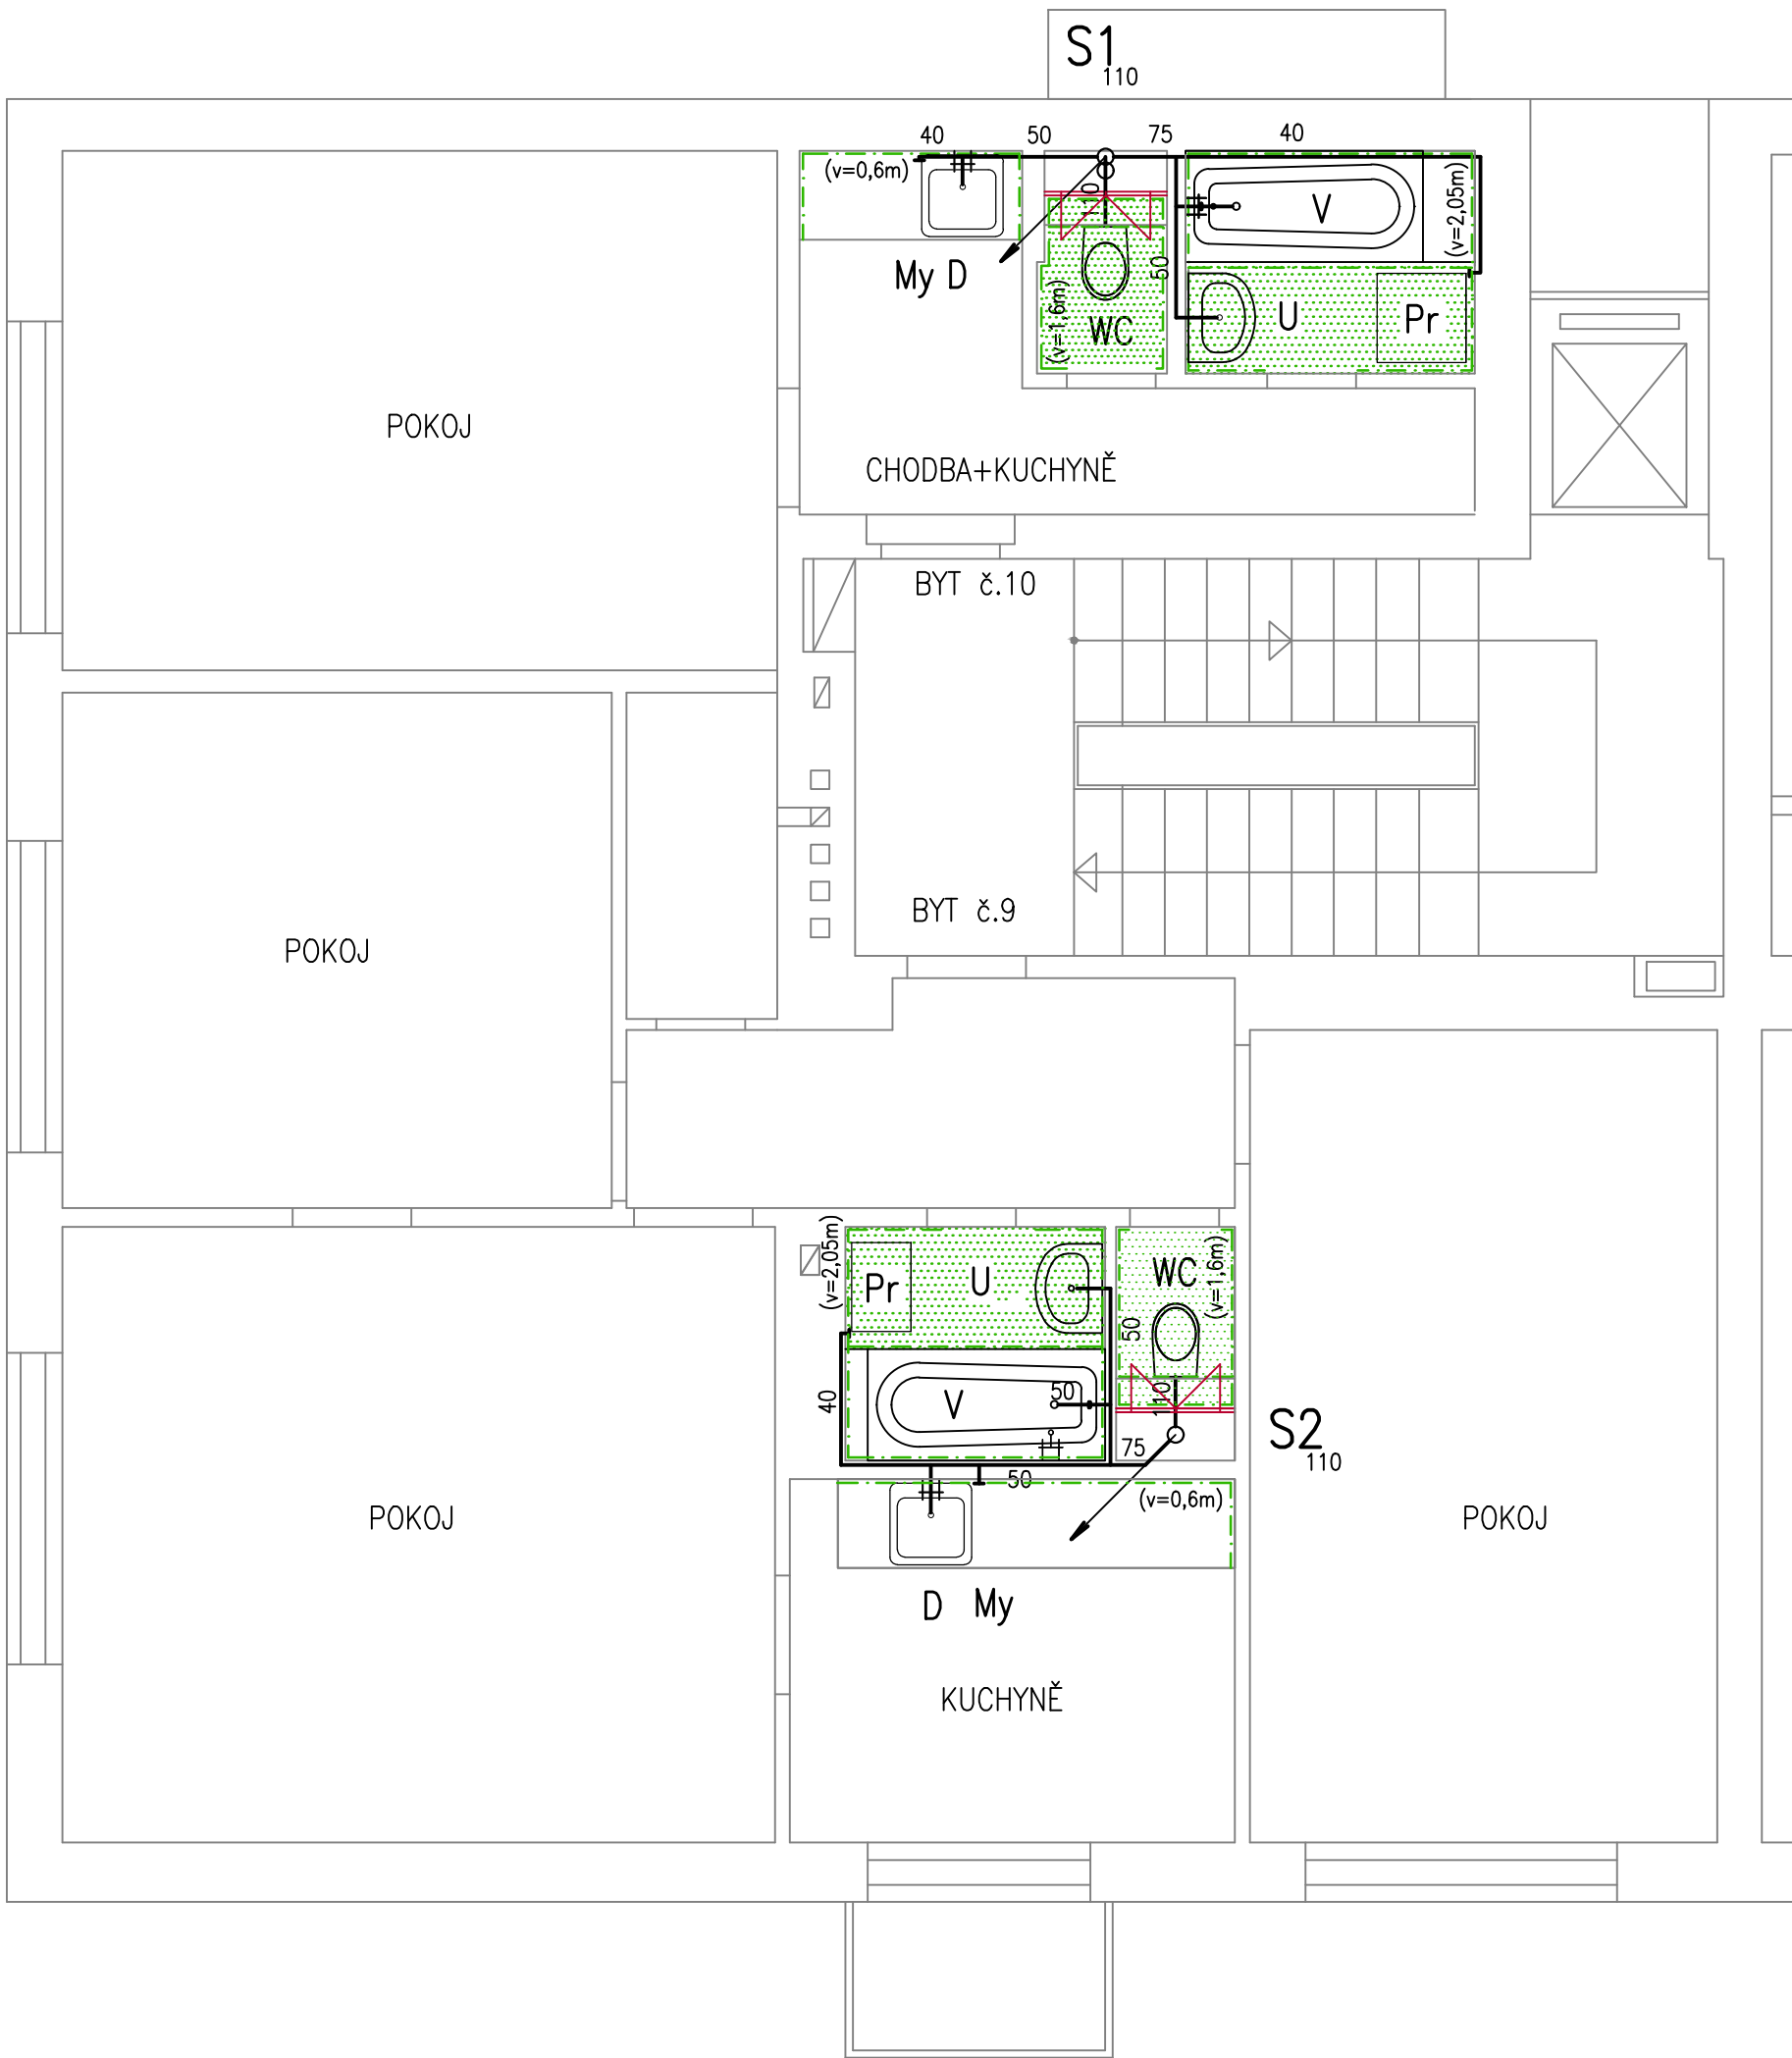 S1
110
40
50
75
40
(v=0,6m)
110
V
(v=2,05m)
My D
50
(v=1,6m)
WC
U
Pr
POKOJ
CHODBA+KUCHYNĚ
BYT č.10
BYT č.9
POKOJ
(v=2,05m)
Pr
U
WC
(v=1,6m)
50
40
V
50
110
S2
110
75
50
(v=0,6m)
POKOJ
POKOJ
D My
KUCHYNĚ